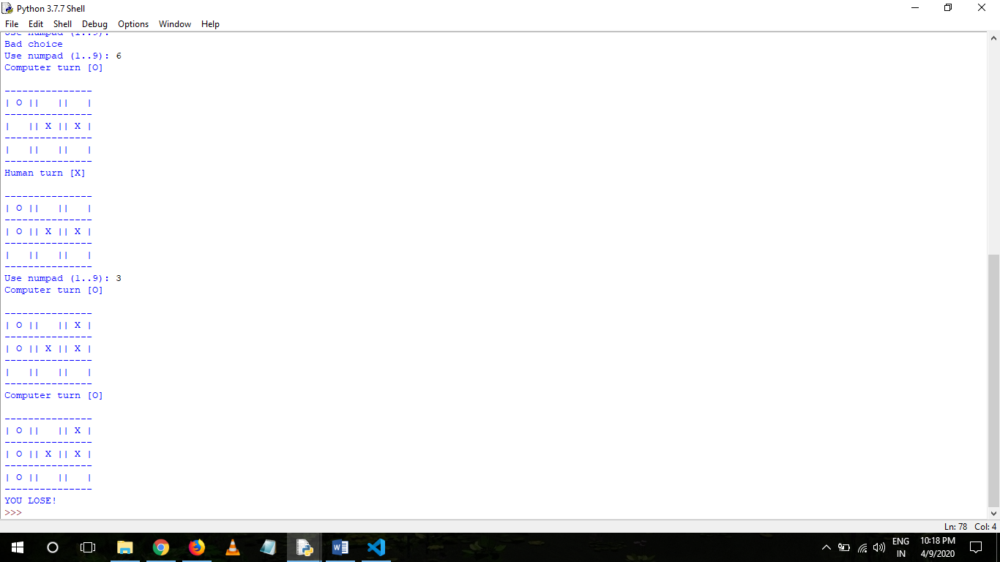 Python 3.7.7 Shell
File Edit Shell Debug Options Window Help
Use numpad (1..9):
Bad choice
Use numpad (1..9): 6
Computer turn [O]
---------------
| O ||   ||   |
---------------
|   || X || X |
---------------
|   ||   ||   |
---------------
Human turn [X]
---------------
| O ||   ||   |
---------------
| O || X || X |
---------------
|   ||   ||   |
---------------
Use numpad (1..9): 3
Computer turn [O]
---------------
| O ||   || X |
---------------
| O || X || X |
---------------
|   ||   ||   |
---------------
Computer turn [O]
---------------
| O ||   || X |
---------------
| O || X || X |
---------------
| O ||   ||   |
---------------
YOU LOSE!
>>>
Ln: 78 Col: 4
ENG
IN
10:18 PM
4/9/2020